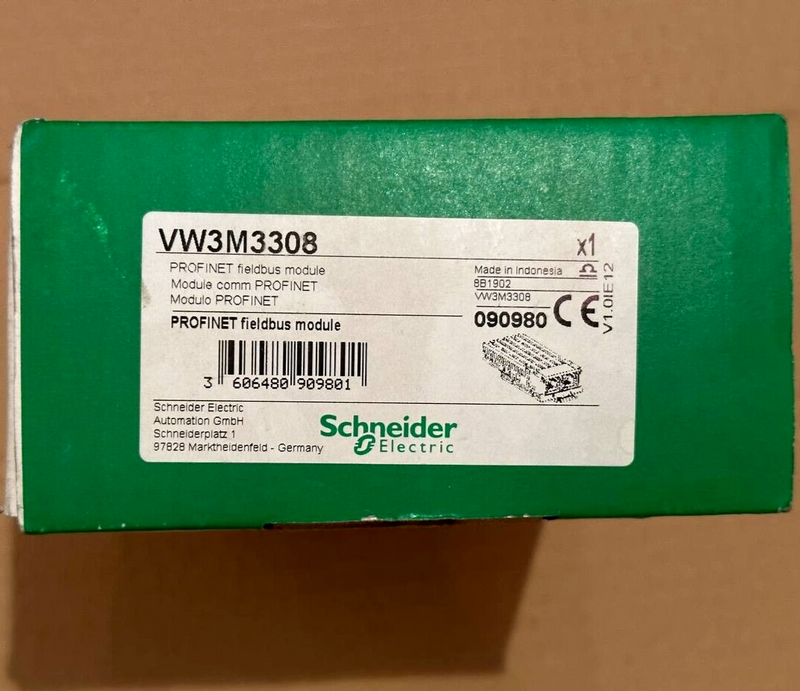 VW3M3308
x1
PROFINET fieldbus module
Module comm PROFINET
Modulo PROFINET
PROFINET fieldbus module
Made in Indonesia
8B1902
VW3M3308
090980 CE
V1.0IE12
3 606480 909801
Schneider Electric
Automation GmbH
Schneiderplatz 1
97828 Marktheidenfeld - Germany
Schneider
Electric